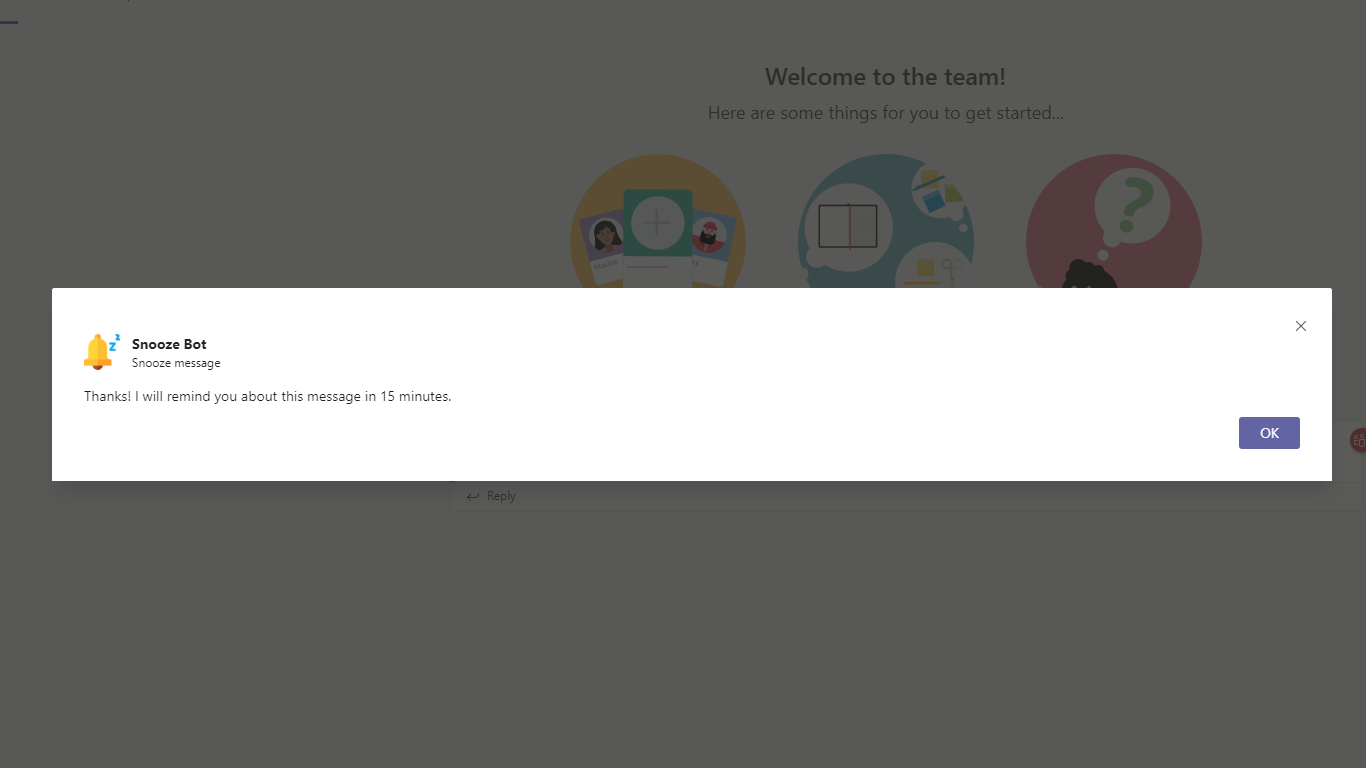 Welcome to the team!
Here are some things for you to get started...
Maxine
Snooze Bot
Snooze message
Thanks! I will remind you about this message in 15 minutes.
OK
Reply